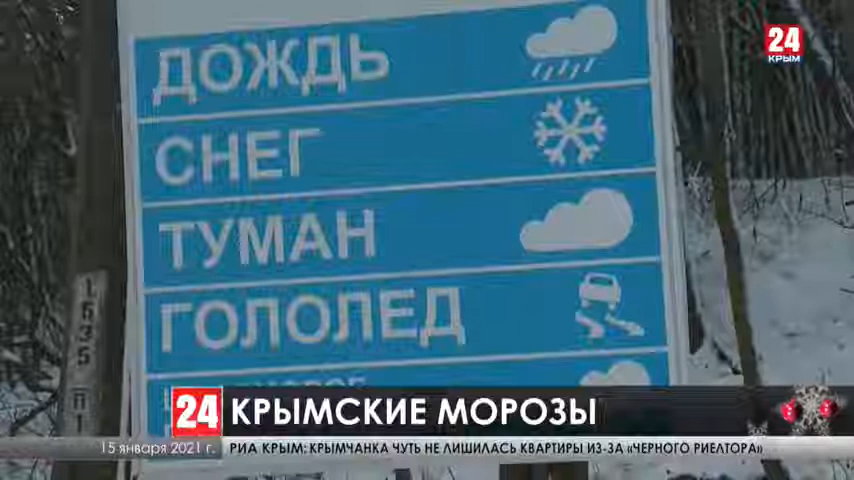 24
КРЫМ
ДОЖДЬ
СНЕГ
ТУМАН
ГОЛОЛЕД
1535
24 КРЫМСКИЕ МОРОЗЫ
15 января 2021 г.
РИА КРЫМ: КРЫМЧАНКА ЧУТЬ НЕ ЛИШИЛАСЬ КВАРТИРЫ ИЗ-ЗА «ЧЕРНОГО РИЕЛТОРА»